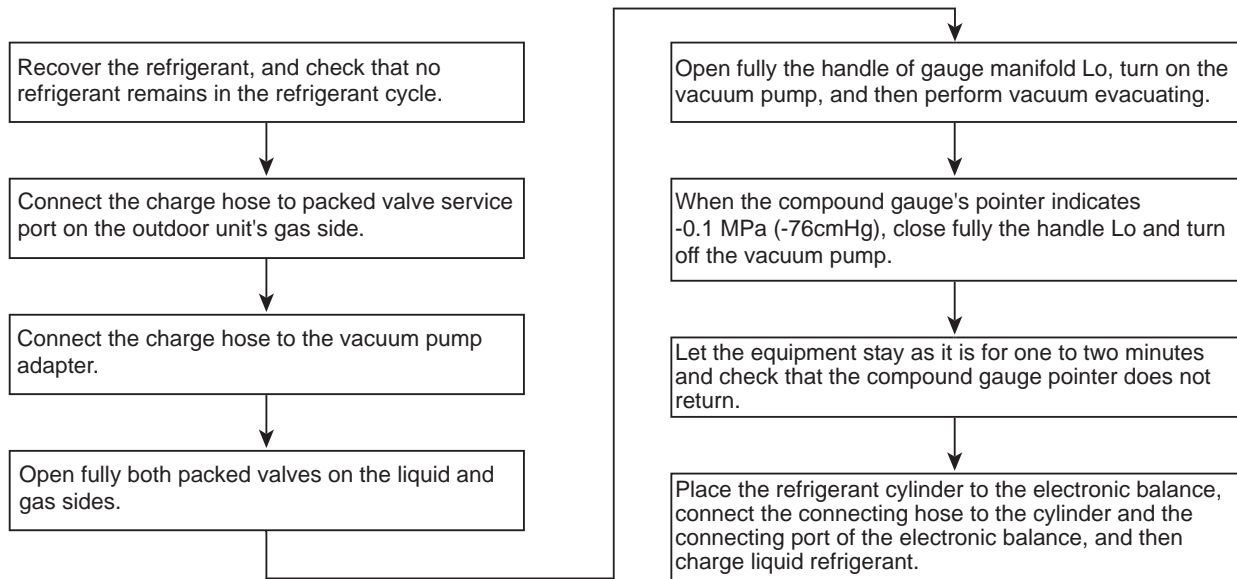 Recover the refrigerant, and check that no
refrigerant remains in the refrigerant cycle.
Connect the charge hose to packed valve service
port on the outdoor unit's gas side.
Connect the charge hose to the vacuum pump
adapter.
Open fully both packed valves on the liquid and
gas sides.
Open fully the handle of gauge manifold Lo, turn on the
vacuum pump, and then perform vacuum evacuating.
When the compound gauge's pointer indicates
-0.1 MPa (-76cmHg), close fully the handle Lo and turn
off the vacuum pump.
Let the equipment stay as it is for one to two minutes
and check that the compound gauge pointer does not
return.
Place the refrigerant cylinder to the electronic balance,
connect the connecting hose to the cylinder and the
connecting port of the electronic balance, and then
charge liquid refrigerant.